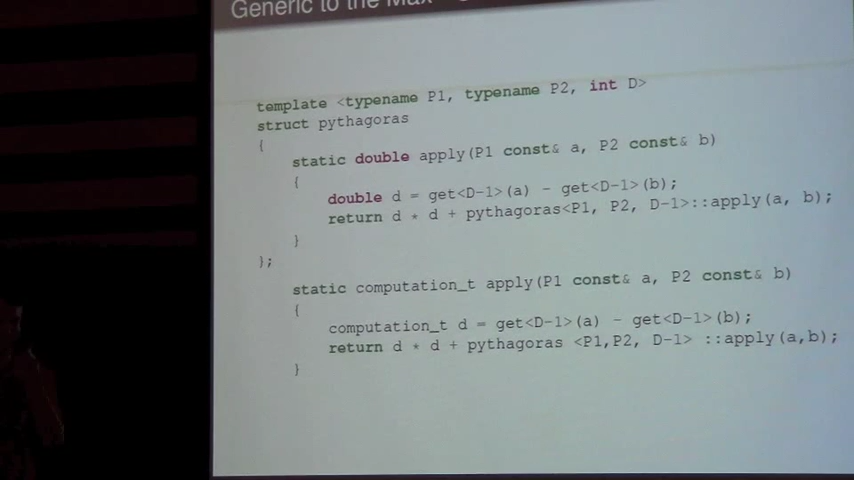 Generic to the Max
template <typename P1, typename P2, int D>
struct pythagoras
{
static double apply(P1 const& a, P2 const& b)
{
double d = get<D-1>(a) - get<D-1>(b);
return d * d + pythagoras<P1, P2, D-1>::apply(a, b);
}
};
static computation_t apply(P1 const& a, P2 const& b)
{
computation_t d = get<D-1>(a) - get<D-1>(b);
return d * d + pythagoras <P1,P2, D-1> ::apply(a,b);
}